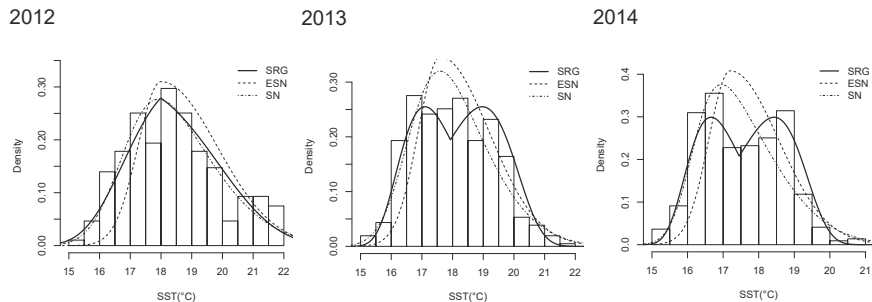 2012
Density
0.00
0.10
0.20
0.30
15 16 17 18 19 20 21 22
SST(°C)
SRG
ESN
SN
2013
Density
0.00
0.10
0.20
0.30
15 16 17 18 19 20 21 22
SST(°C)
SRG
ESN
SN
2014
Density
0.0
0.1
0.2
0.3
0.4
15 16 17 18 19 20 21
SST(°C)
SRG
ESN
SN